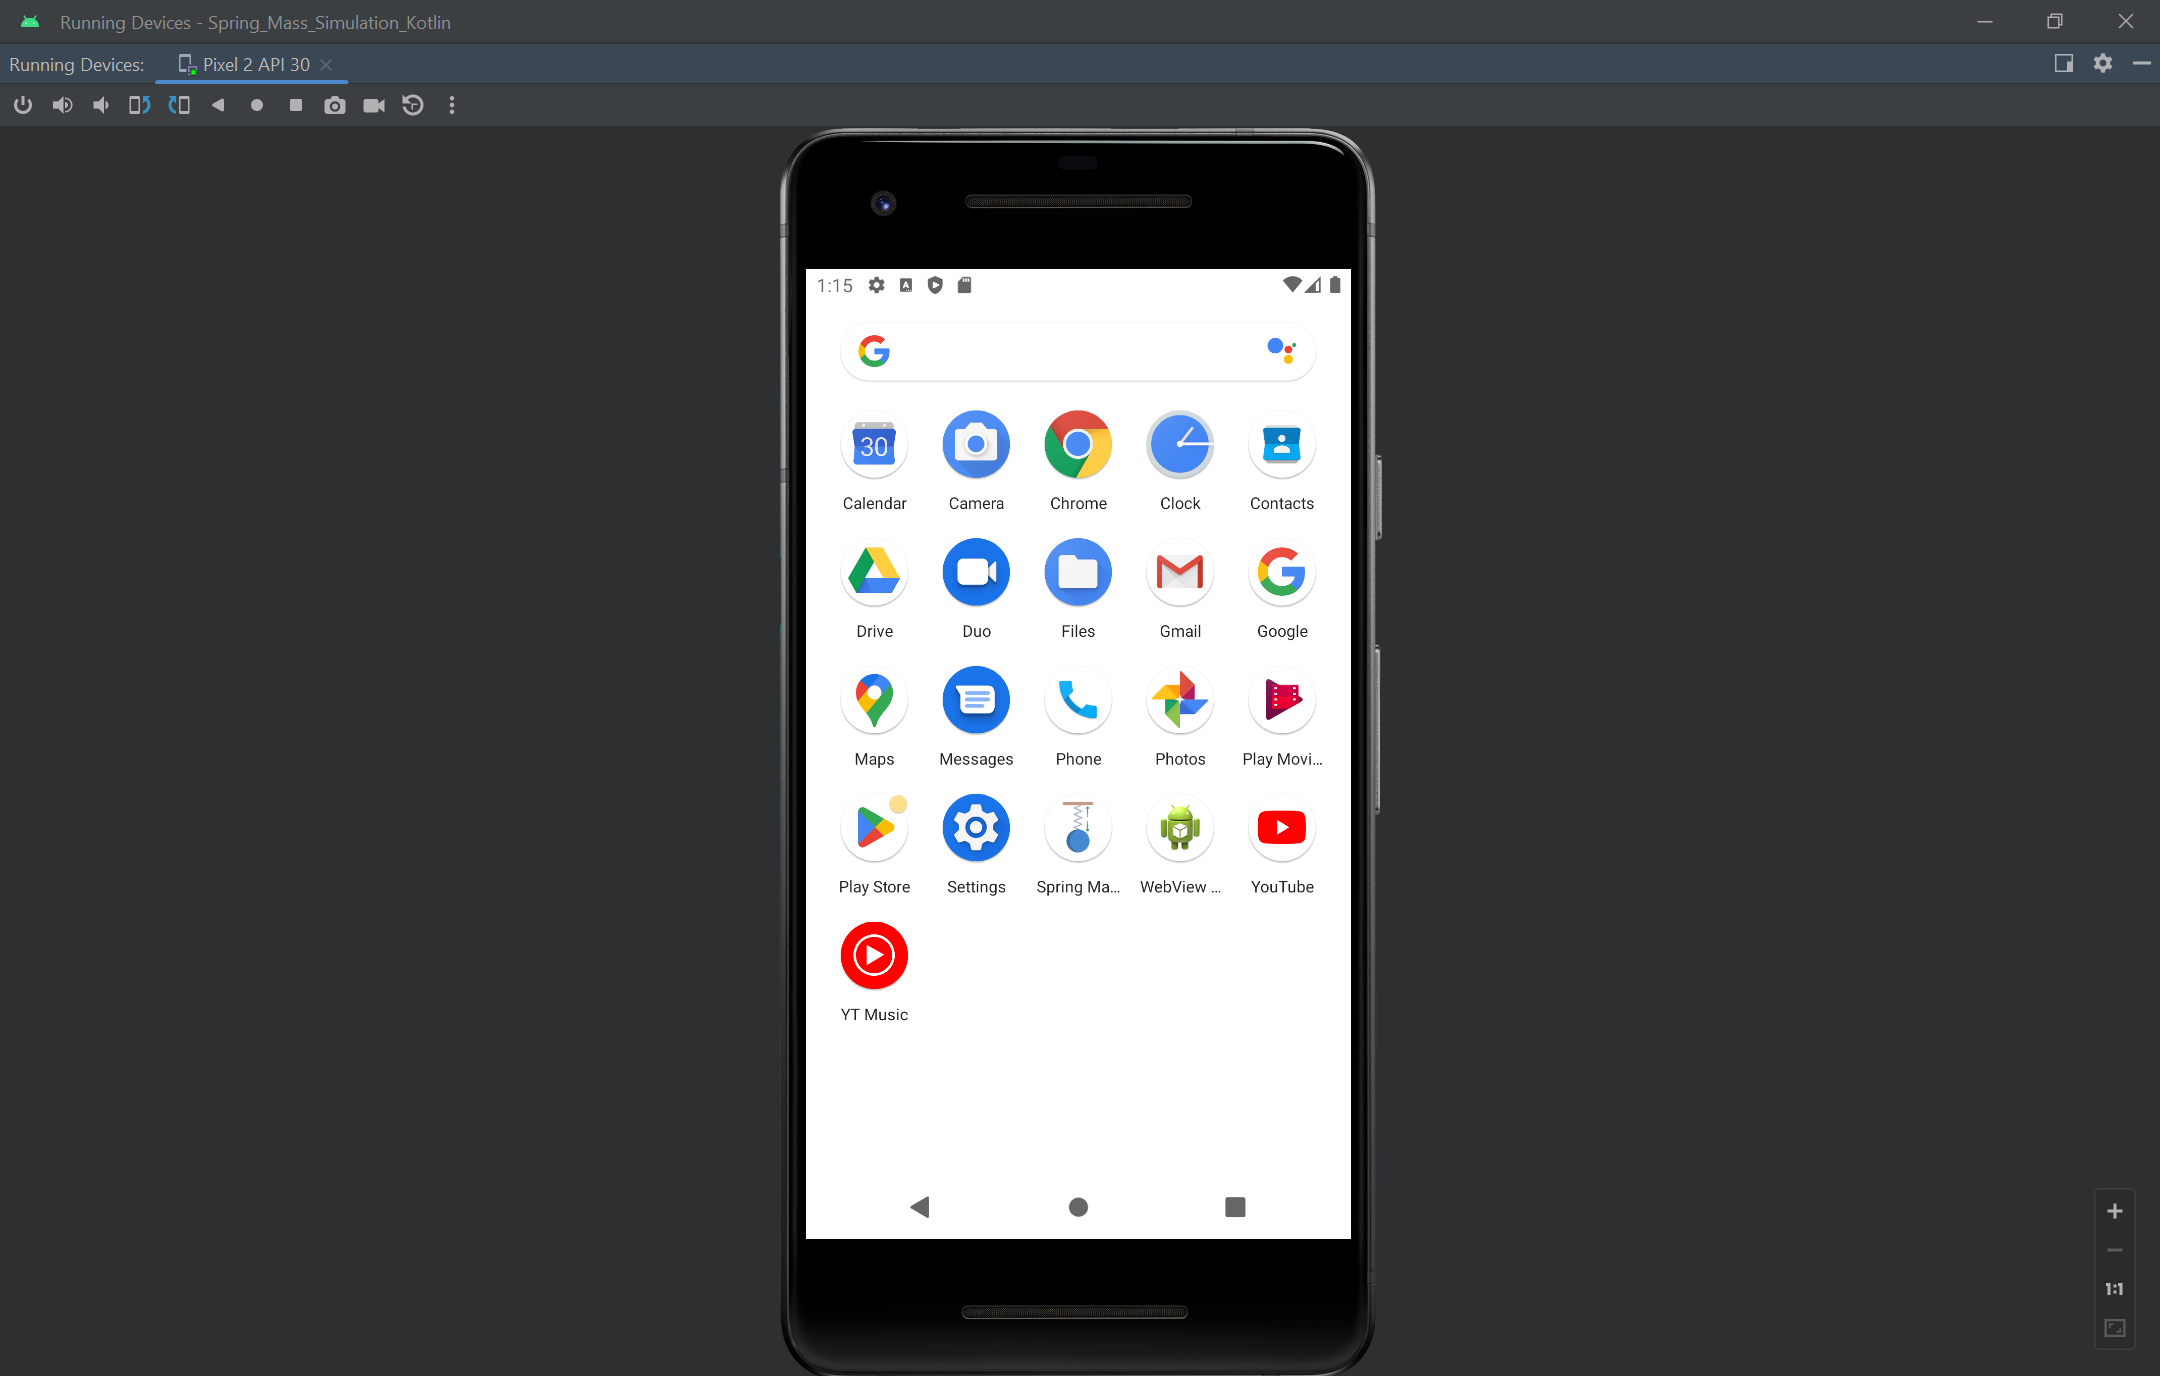 Running Devices - Spring_Mass_Simulation_Kotlin
Running Devices: Pixel 2 API 30
1:15
30
Calendar Camera Chrome Clock Contacts
Drive Duo Files Gmail Google
Maps Messages Phone Photos Play Movi...
Play Store Settings Spring Ma... WebView ... YouTube
YT Music
1:1